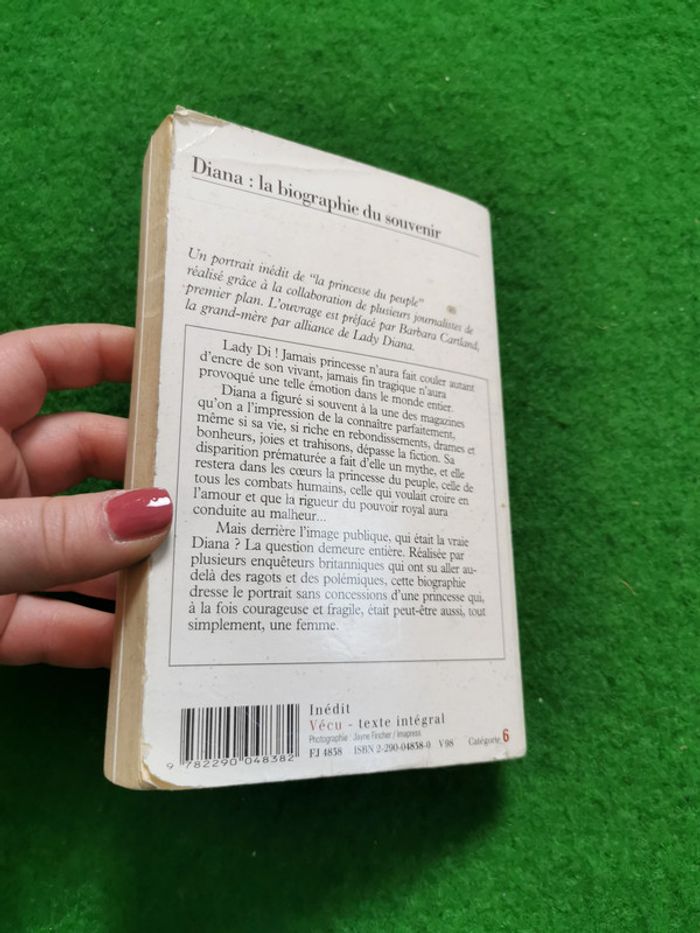 Diana : la biographie du souvenir
Un portrait inédit de "la princesse du peuple"
réalisé grâce à la collaboration de plusieurs journalistes de
premier plan. L'ouvrage est préfacé par Barbara Cartland,
la grand-mère par alliance de Lady Diana.
Lady Di ! Jamais princesse n'aura fait couler autant
d'encre de son vivant, jamais fin tragique n'aura
provoqué une telle émotion dans le monde entier.
Diana a figuré si souvent à la une des magazines
qu'on a l'impression de la connaître parfaitement,
même si sa vie, si riche en rebondissements, drames et
bonheurs, joies et trahisons, dépasse la fiction. Sa
disparition prématurée a fait d'elle un mythe, et elle
restera dans les cœurs la princesse du peuple, celle de
tous les combats humains, celle qui voulait croire en
l'amour et que la rigueur du pouvoir royal aura
conduite au malheur...
Mais derrière l'image publique, qui était la vraie
Diana ? La question demeure entière. Réalisée par
plusieurs enquêteurs britanniques qui ont su aller au-
delà des ragots et des polémiques, cette biographie
dresse le portrait sans concessions d'une princesse qui,
à la fois courageuse et fragile, était peut-être aussi, tout
simplement, une femme.
Inédit
Vécu - texte intégral
Photographie : Jayne Fincher / Imapress
FJ 4838 ISBN 2-290-04838-0 V 98 Catégorie 6
9 782290 048382